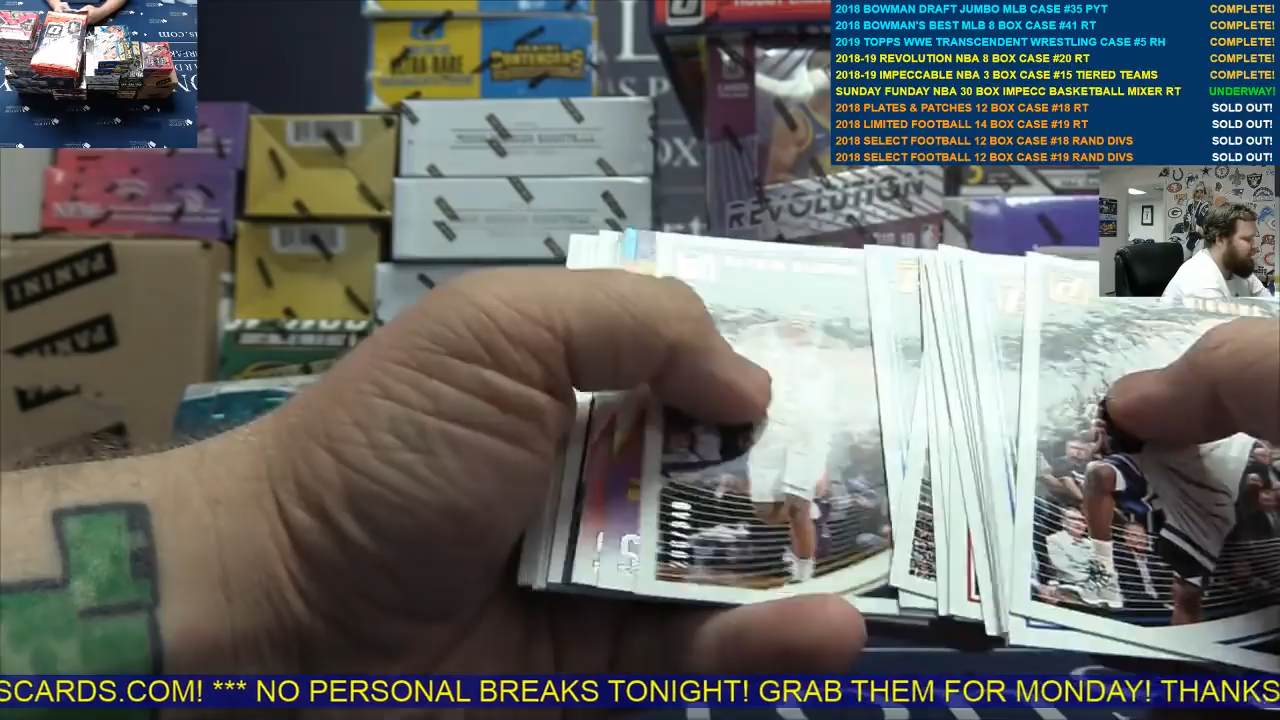 2018 BOWMAN DRAFT JUMBO MLB CASE #35 PYT COMPLETE!
2018 BOWMAN'S BEST MLB 8 BOX CASE #41 RT COMPLETE!
2019 TOPPS WWE TRANSCENDENT WRESTLING CASE #5 RH COMPLETE!
2018-19 REVOLUTION NBA 8 BOX CASE #20 RT COMPLETE!
2018-19 IMPECCABLE NBA 3 BOX CASE #15 TIERED TEAMS COMPLETE!
SUNDAY FUNDAY NBA 30 BOX IMPECC BASKETBALL MIXER RT UNDERWAY!
2018 PLATES & PATCHES 12 BOX CASE #18 RT SOLD OUT!
2018 LIMITED FOOTBALL 14 BOX CASE #19 RT SOLD OUT!
2018 SELECT FOOTBALL 12 BOX CASE #18 RAND DIVS SOLD OUT!
2018 SELECT FOOTBALL 12 BOX CASE #19 RAND DIVS SOLD OUT!
REVOLUTION
PANINI
SCARDS.COM! *** NO PERSONAL BREAKS TONIGHT! GRAB THEM FOR MONDAY! THANKS